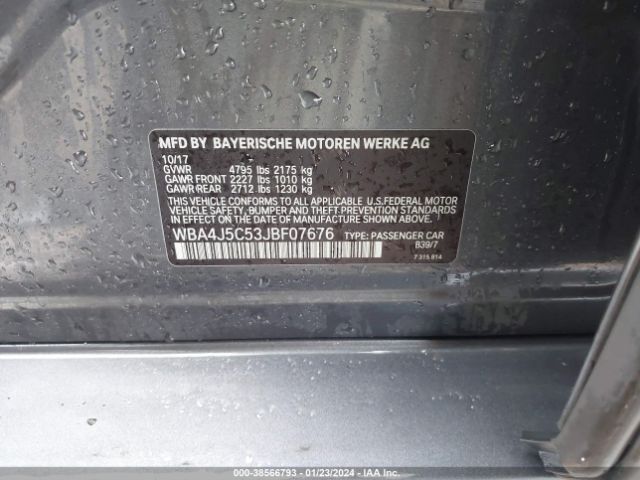 MFD BY BAYERISCHE MOTOREN WERKE AG
10/17
GVWR 4795 lbs 2175 kg
GAWR FRONT 2227 lbs 1010 kg
GAWR REAR 2712 lbs 1230 kg
THIS VEHICLE CONFORMS TO ALL APPLICABLE U.S.FEDERAL MOTOR
VEHICLE SAFETY, BUMPER, AND THEFT PREVENTION STANDARDS
IN EFFECT ON THE DATE OF MANUFACTURE SHOWN ABOVE.
WBA4J5C53JBF07676 TYPE: PASSENGER CAR
B39/7
7 315 814
000-38566793 - 01/23/2024 - IAA Inc.